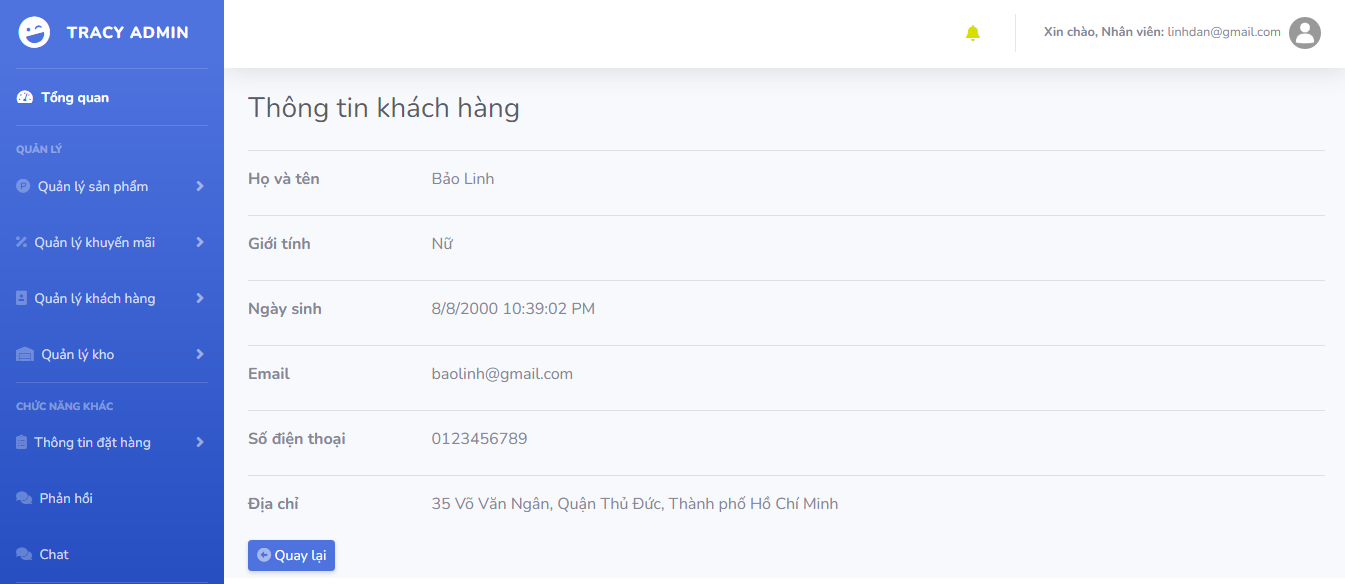 TRACY ADMIN
Xin chào, Nhân viên: linhdan@gmail.com
Tổng quan
QUẢN LÝ
Quản lý sản phẩm
Quản lý khuyến mãi
Quản lý khách hàng
Quản lý kho
CHỨC NĂNG KHÁC
Thông tin đặt hàng
Phản hồi
Chat
Thông tin khách hàng
Họ và tên Bảo Linh
Giới tính Nữ
Ngày sinh 8/8/2000 10:39:02 PM
Email baolinh@gmail.com
Số điện thoại 0123456789
Địa chỉ 35 Võ Văn Ngân, Quận Thủ Đức, Thành phố Hồ Chí Minh
Quay lại